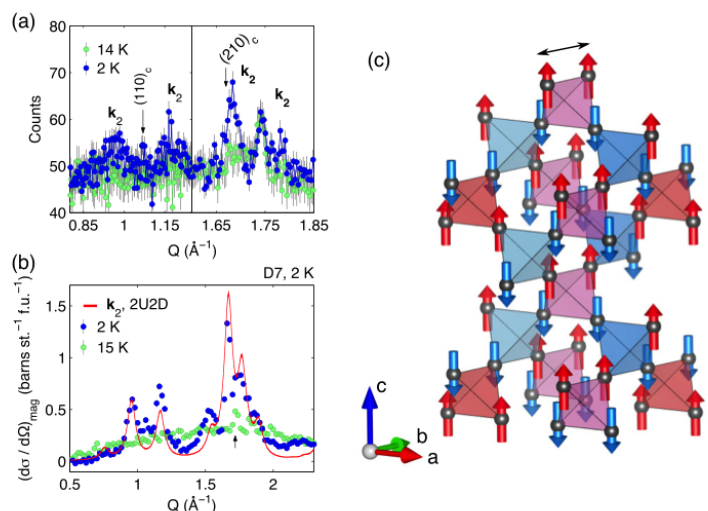 (a)
80
70
60
50
40
Counts
14 K
2 K
k₂
(110)c
k₂
(210)c
k₂
k₂
0.85 1 1.15 1.65 1.75 1.85
Q (Å⁻¹)
(b)
D7, 2 K
1.5
1
0.5
0
(dσ / dΩ)mag (barns st.⁻¹ f.u.⁻¹)
k₂, 2U2D
2 K
15 K
0.5 1 1.5 2
Q (Å⁻¹)
(c)
c
b
a